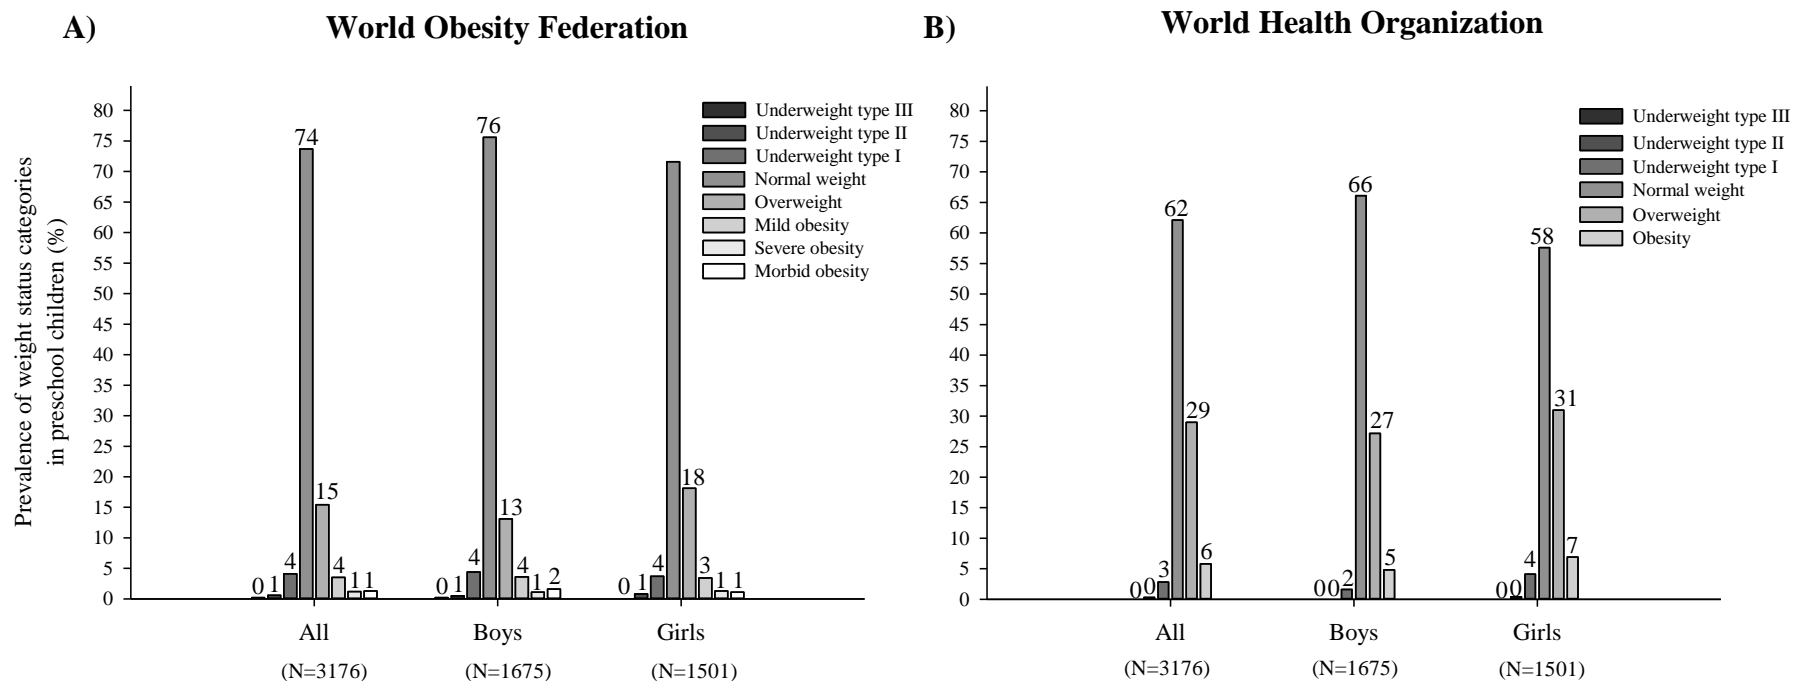 A)
World Obesity Federation
Prevalence of weight status categories
in preschool children (%)
80
75
70
65
60
55
50
45
40
35
30
25
20
15
10
5
0
Underweight type III
Underweight type II
Underweight type I
Normal weight
Overweight
Mild obesity
Severe obesity
Morbid obesity
0 1 4 74 15 4 1 1
0 1 4 76 13 4 1 2
0 1 4 18 3 1 1
All
Boys
Girls
(N=3176)
(N=1675)
(N=1501)
B)
World Health Organization
80
75
70
65
60
55
50
45
40
35
30
25
20
15
10
5
0
Underweight type III
Underweight type II
Underweight type I
Normal weight
Overweight
Obesity
0 0 3 62 29 6
0 0 2 66 27 5
0 0 4 58 31 7
All
Boys
Girls
(N=3176)
(N=1675)
(N=1501)